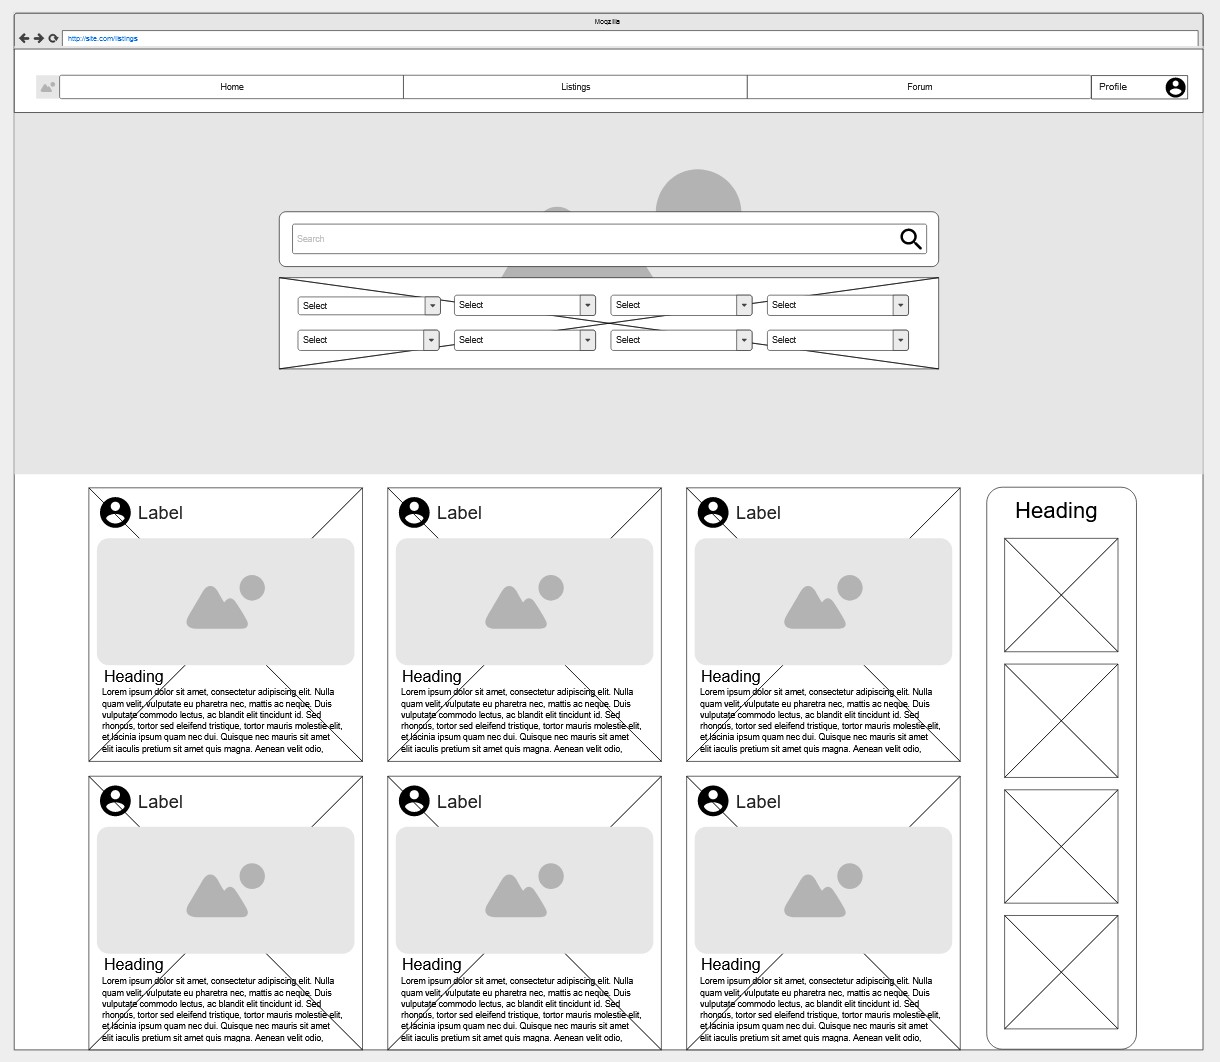 Moqzilla
http://site.com/listings
Home
Listings
Forum
Profile
Search
Select
Select
Select
Select
Select
Select
Select
Select
Label
Heading
Lorem ipsum dolor sit amet, consectetur adipiscing elit. Nulla
quam velit, vulputate eu pharetra nec, mattis ac neque. Duis
vulputate commodo lectus, ac blandit elit tincidunt id. Sed
rhoncus, tortor sed eleifend tristique, tortor mauris molestie elit,
et lacinia ipsum quam nec dui. Quisque nec mauris sit amet
elit iaculis pretium sit amet quis magna. Aenean velit odio,
Label
Heading
Lorem ipsum dolor sit amet, consectetur adipiscing elit. Nulla
quam velit, vulputate eu pharetra nec, mattis ac neque. Duis
vulputate commodo lectus, ac blandit elit tincidunt id. Sed
rhoncus, tortor sed eleifend tristique, tortor mauris molestie elit,
et lacinia ipsum quam nec dui. Quisque nec mauris sit amet
elit iaculis pretium sit amet quis magna. Aenean velit odio,
Label
Heading
Lorem ipsum dolor sit amet, consectetur adipiscing elit. Nulla
quam velit, vulputate eu pharetra nec, mattis ac neque. Duis
vulputate commodo lectus, ac blandit elit tincidunt id. Sed
rhoncus, tortor sed eleifend tristique, tortor mauris molestie elit,
et lacinia ipsum quam nec dui. Quisque nec mauris sit amet
elit iaculis pretium sit amet quis magna. Aenean velit odio,
Heading
Label
Heading
Lorem ipsum dolor sit amet, consectetur adipiscing elit. Nulla
quam velit, vulputate eu pharetra nec, mattis ac neque. Duis
vulputate commodo lectus, ac blandit elit tincidunt id. Sed
rhoncus, tortor sed eleifend tristique, tortor mauris molestie elit,
et lacinia ipsum quam nec dui. Quisque nec mauris sit amet
elit iaculis pretium sit amet quis magna. Aenean velit odio,
Label
Heading
Lorem ipsum dolor sit amet, consectetur adipiscing elit. Nulla
quam velit, vulputate eu pharetra nec, mattis ac neque. Duis
vulputate commodo lectus, ac blandit elit tincidunt id. Sed
rhoncus, tortor sed eleifend tristique, tortor mauris molestie elit,
et lacinia ipsum quam nec dui. Quisque nec mauris sit amet
elit iaculis pretium sit amet quis magna. Aenean velit odio,
Label
Heading
Lorem ipsum dolor sit amet, consectetur adipiscing elit. Nulla
quam velit, vulputate eu pharetra nec, mattis ac neque. Duis
vulputate commodo lectus, ac blandit elit tincidunt id. Sed
rhoncus, tortor sed eleifend tristique, tortor mauris molestie elit,
et lacinia ipsum quam nec dui. Quisque nec mauris sit amet
elit iaculis pretium sit amet quis magna. Aenean velit odio,